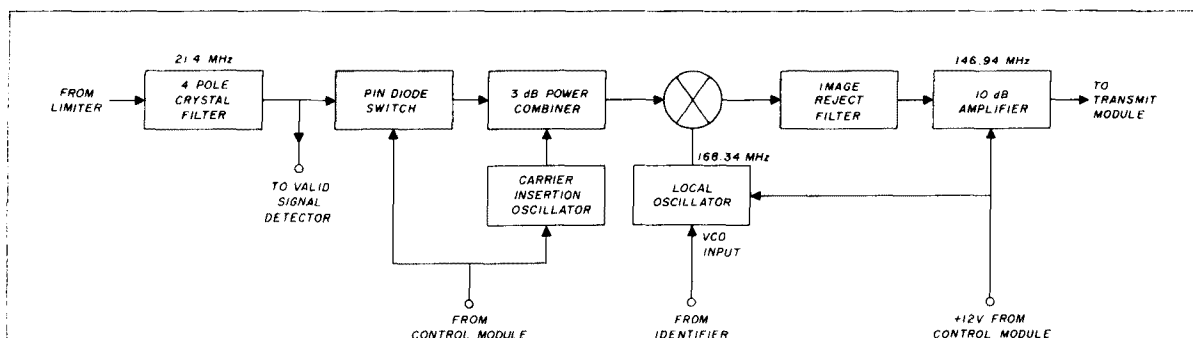 21.4 MHz
146.94 MHz
FROM
LIMITER
4 POLE
CRYSTAL
FILTER
PIN DIODE
SWITCH
3 dB POWER
COMBINER
IMAGE
REJECT
FILTER
10 dB
AMPLIFIER
TO
TRANSMIT
MODULE
168.34 MHz
TO VALID
SIGNAL
DETECTOR
CARRIER
INSERTION
OSCILLATOR
LOCAL
OSCILLATOR
VCO
INPUT
FROM
CONTROL MODULE
FROM
IDENTIFIER
+12V FROM
CONTROL MODULE